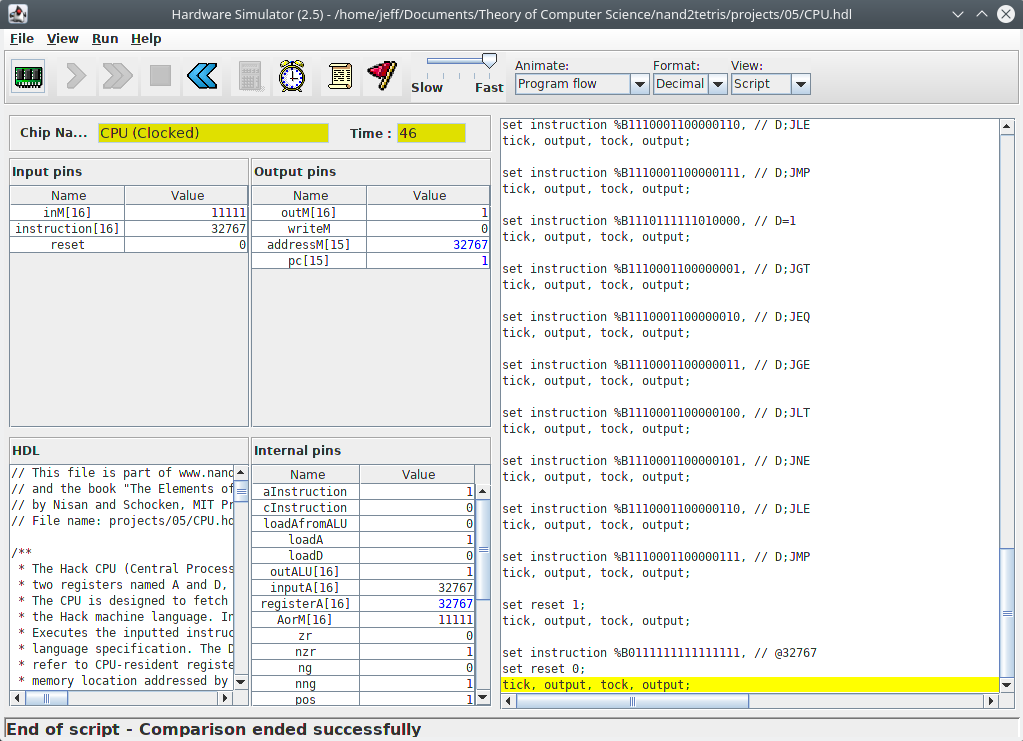 Hardware Simulator (2.5) - /home/jeff/Documents/Theory of Computer Science/nand2tetris/projects/05/CPU.hdl
File View Run Help
Slow Fast
Animate: Format: View:
Program flow Decimal Script
Chip Na... CPU (Clocked) Time : 46
Input pins
Name Value
inM[16] 11111
instruction[16] 32767
reset 0
Output pins
Name Value
outM[16] 1
writeM 0
addressM[15] 32767
pc[15] 1
HDL
// This file is part of www.nand
// and the book "The Elements of
// by Nisan and Schocken, MIT Pr
// File name: projects/05/CPU.hd
/**
* The Hack CPU (Central Process
* two registers named A and D,
* The CPU is designed to fetch
* the Hack machine language. In
* Executes the inputted instruc
* language specification. The D
* refer to CPU-resident registe
* memory location addressed by
Internal pins
Name Value
aInstruction 1
cInstruction 0
loadAfromALU 0
loadA 1
loadD 0
outALU[16] 1
inputA[16] 32767
registerA[16] 32767
AorM[16] 11111
zr 0
nzr 1
ng 0
nng 1
pos 1
set instruction %B1110001100000110, // D;JLE
tick, output, tock, output;
set instruction %B1110001100000111, // D;JMP
tick, output, tock, output;
set instruction %B1110111111010000, // D=1
tick, output, tock, output;
set instruction %B1110001100000001, // D;JGT
tick, output, tock, output;
set instruction %B1110001100000010, // D;JEQ
tick, output, tock, output;
set instruction %B1110001100000011, // D;JGE
tick, output, tock, output;
set instruction %B1110001100000100, // D;JLT
tick, output, tock, output;
set instruction %B1110001100000101, // D;JNE
tick, output, tock, output;
set instruction %B1110001100000110, // D;JLE
tick, output, tock, output;
set instruction %B1110001100000111, // D;JMP
tick, output, tock, output;
set reset 1;
tick, output, tock, output;
set instruction %B0111111111111111, // @32767
set reset 0;
tick, output, tock, output;
End of script - Comparison ended successfully